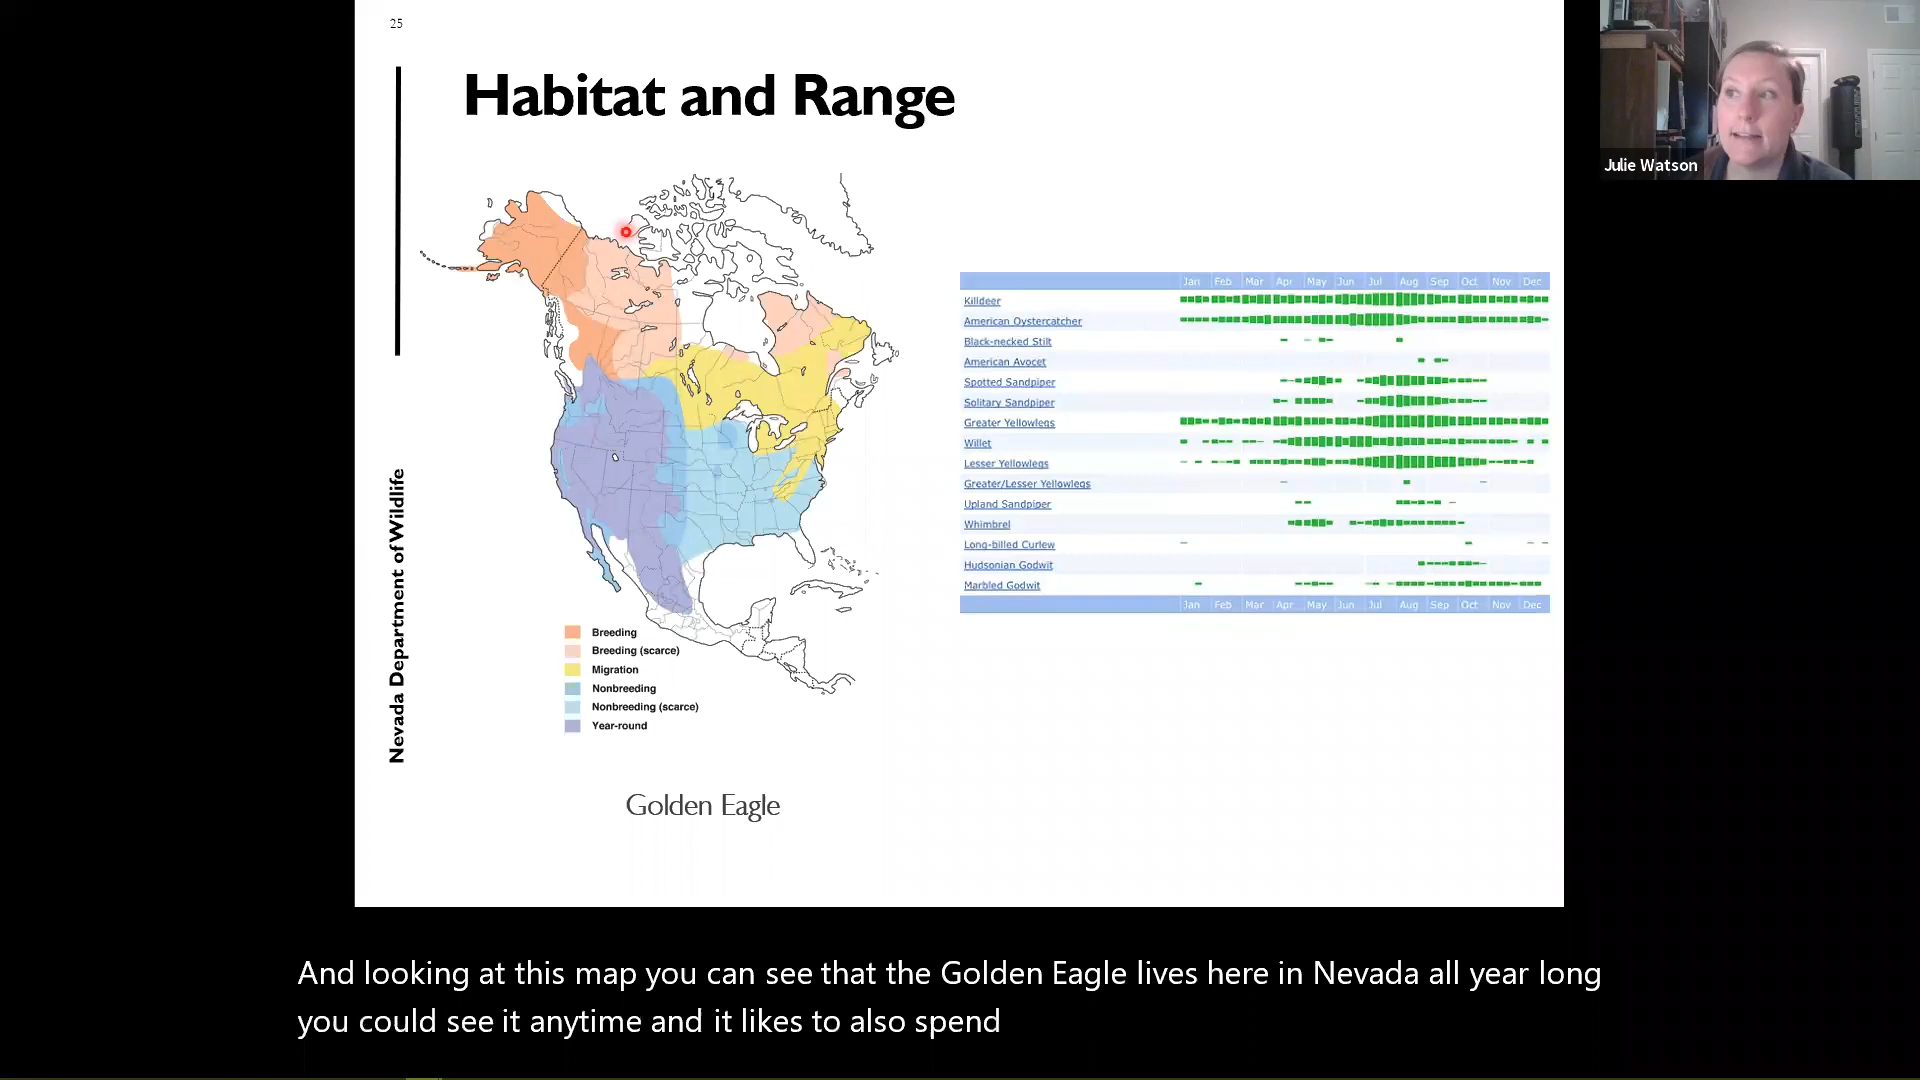 25
Habitat and Range
Julie Watson
Nevada Department of Wildlife
Breeding
Breeding (scarce)
Migration
Nonbreeding
Nonbreeding (scarce)
Year-round
Golden Eagle
Jan Feb Mar Apr May Jun Jul Aug Sep Oct Nov Dec
Killdeer
American Oystercatcher
Black-necked Stilt
American Avocet
Spotted Sandpiper
Solitary Sandpiper
Greater Yellowlegs
Willet
Lesser Yellowlegs
Greater/Lesser Yellowlegs
Upland Sandpiper
Whimbrel
Long-billed Curlew
Hudsonian Godwit
Marbled Godwit
Jan Feb Mar Apr May Jun Jul Aug Sep Oct Nov Dec
And looking at this map you can see that the Golden Eagle lives here in Nevada all year long
you could see it anytime and it likes to also spend